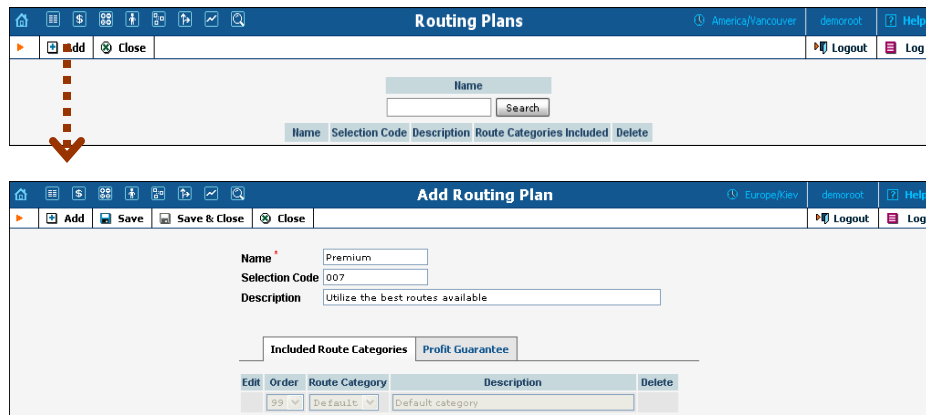 Routing Plans America/Vancouver demoroot Help
Add Close Logout Log
Name
Search
Name Selection Code Description Route Categories Included Delete
Add Routing Plan Europe/Kiev demoroot Help
Add Save Save & Close Close Logout Log
Name * Premium
Selection Code 007
Description Utilize the best routes available
Included Route Categories Profit Guarantee
Edit Order Route Category Description Delete
99 Default Default category